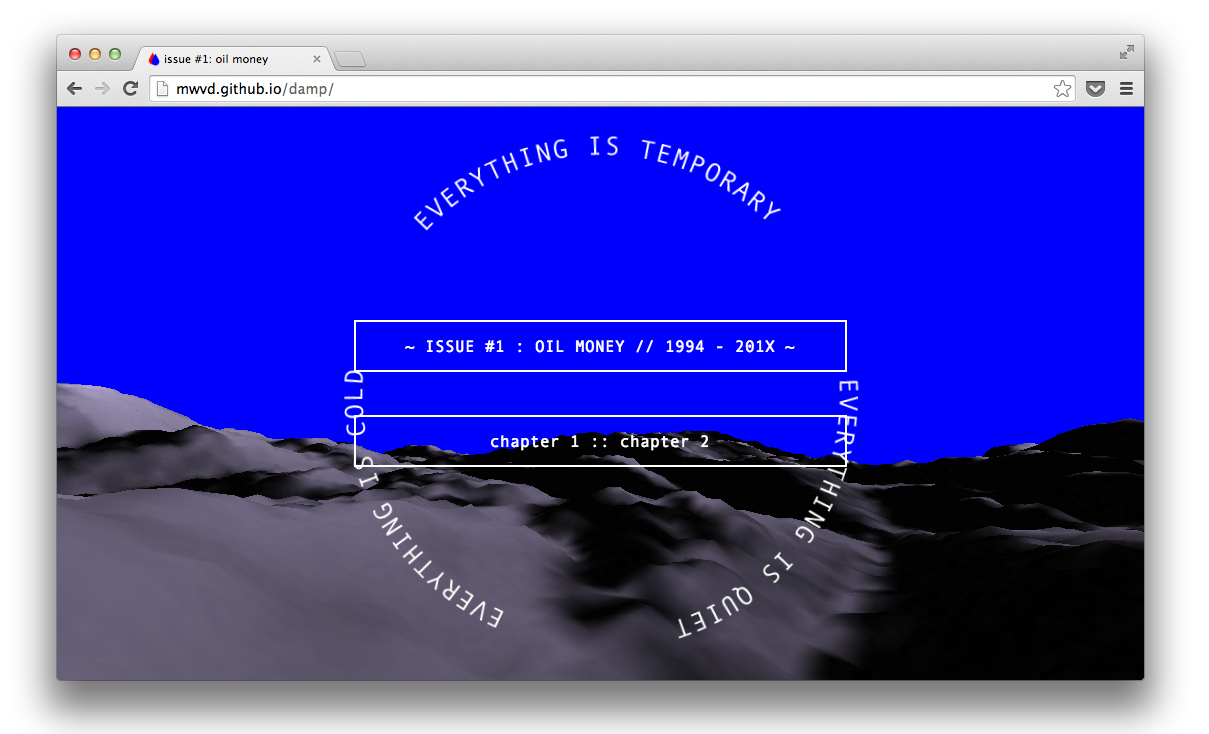 issue #1: oil money
mwvd.github.io/damp/
EVERYTHING IS TEMPORARY
~ ISSUE #1 : OIL MONEY // 1994 - 201X ~
chapter 1 :: chapter 2
EVERYTHING IS QUIET
EVERYTHING IS COLD